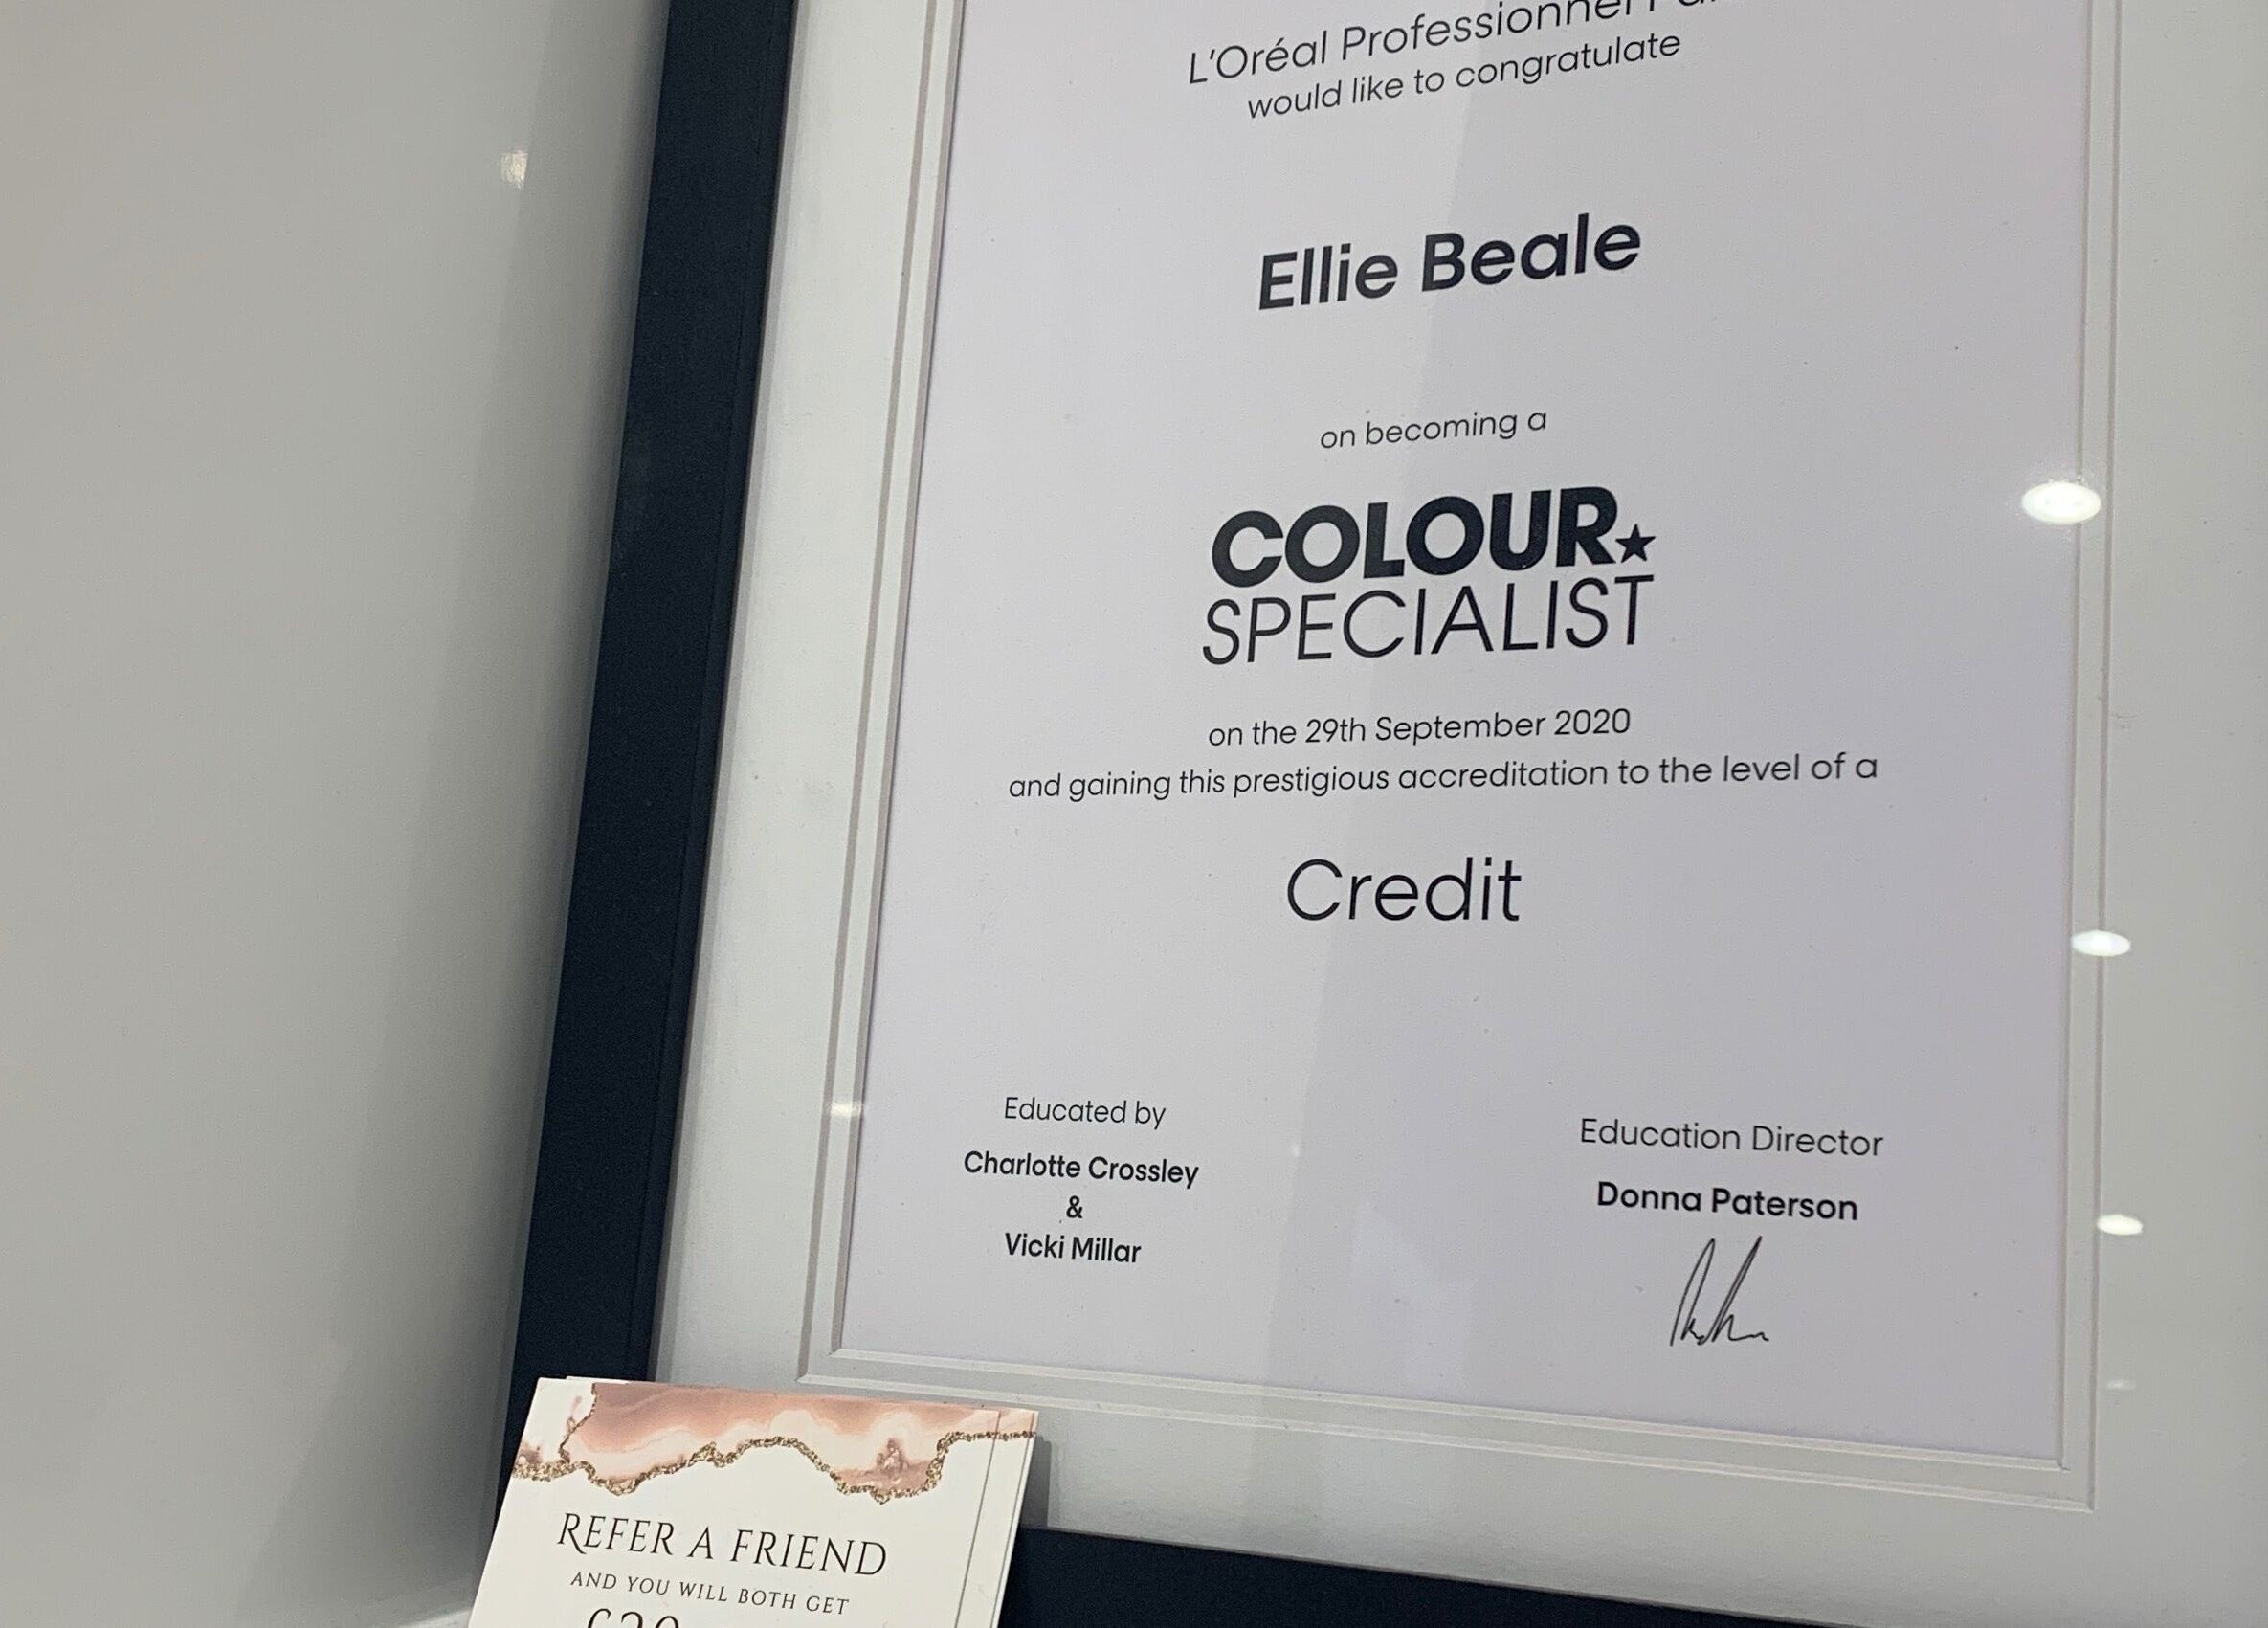 L'Oréal Professionnel
would like to congratulate
Ellie Beale
on becoming a
COLOUR★
SPECIALIST
on the 29th September 2020
and gaining this prestigious accreditation to the level of a
Credit
Educated by
Charlotte Crossley
&
Vicki Millar
Education Director
Donna Paterson
REFER A FRIEND
AND YOU WILL BOTH GET
£20